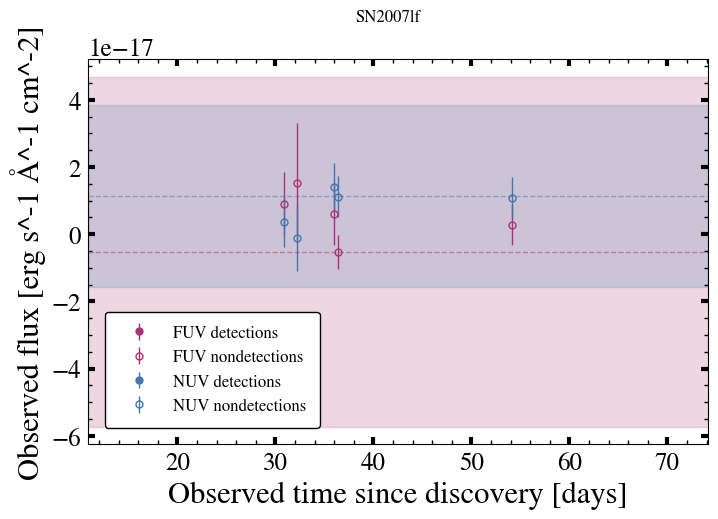 SN2007lf
1e−17
Observed flux [erg s^-1 Å^-1 cm^-2]
4
2
0
−2
−4
−6
FUV detections
FUV nondetections
NUV detections
NUV nondetections
20 30 40 50 60 70
Observed time since discovery [days]